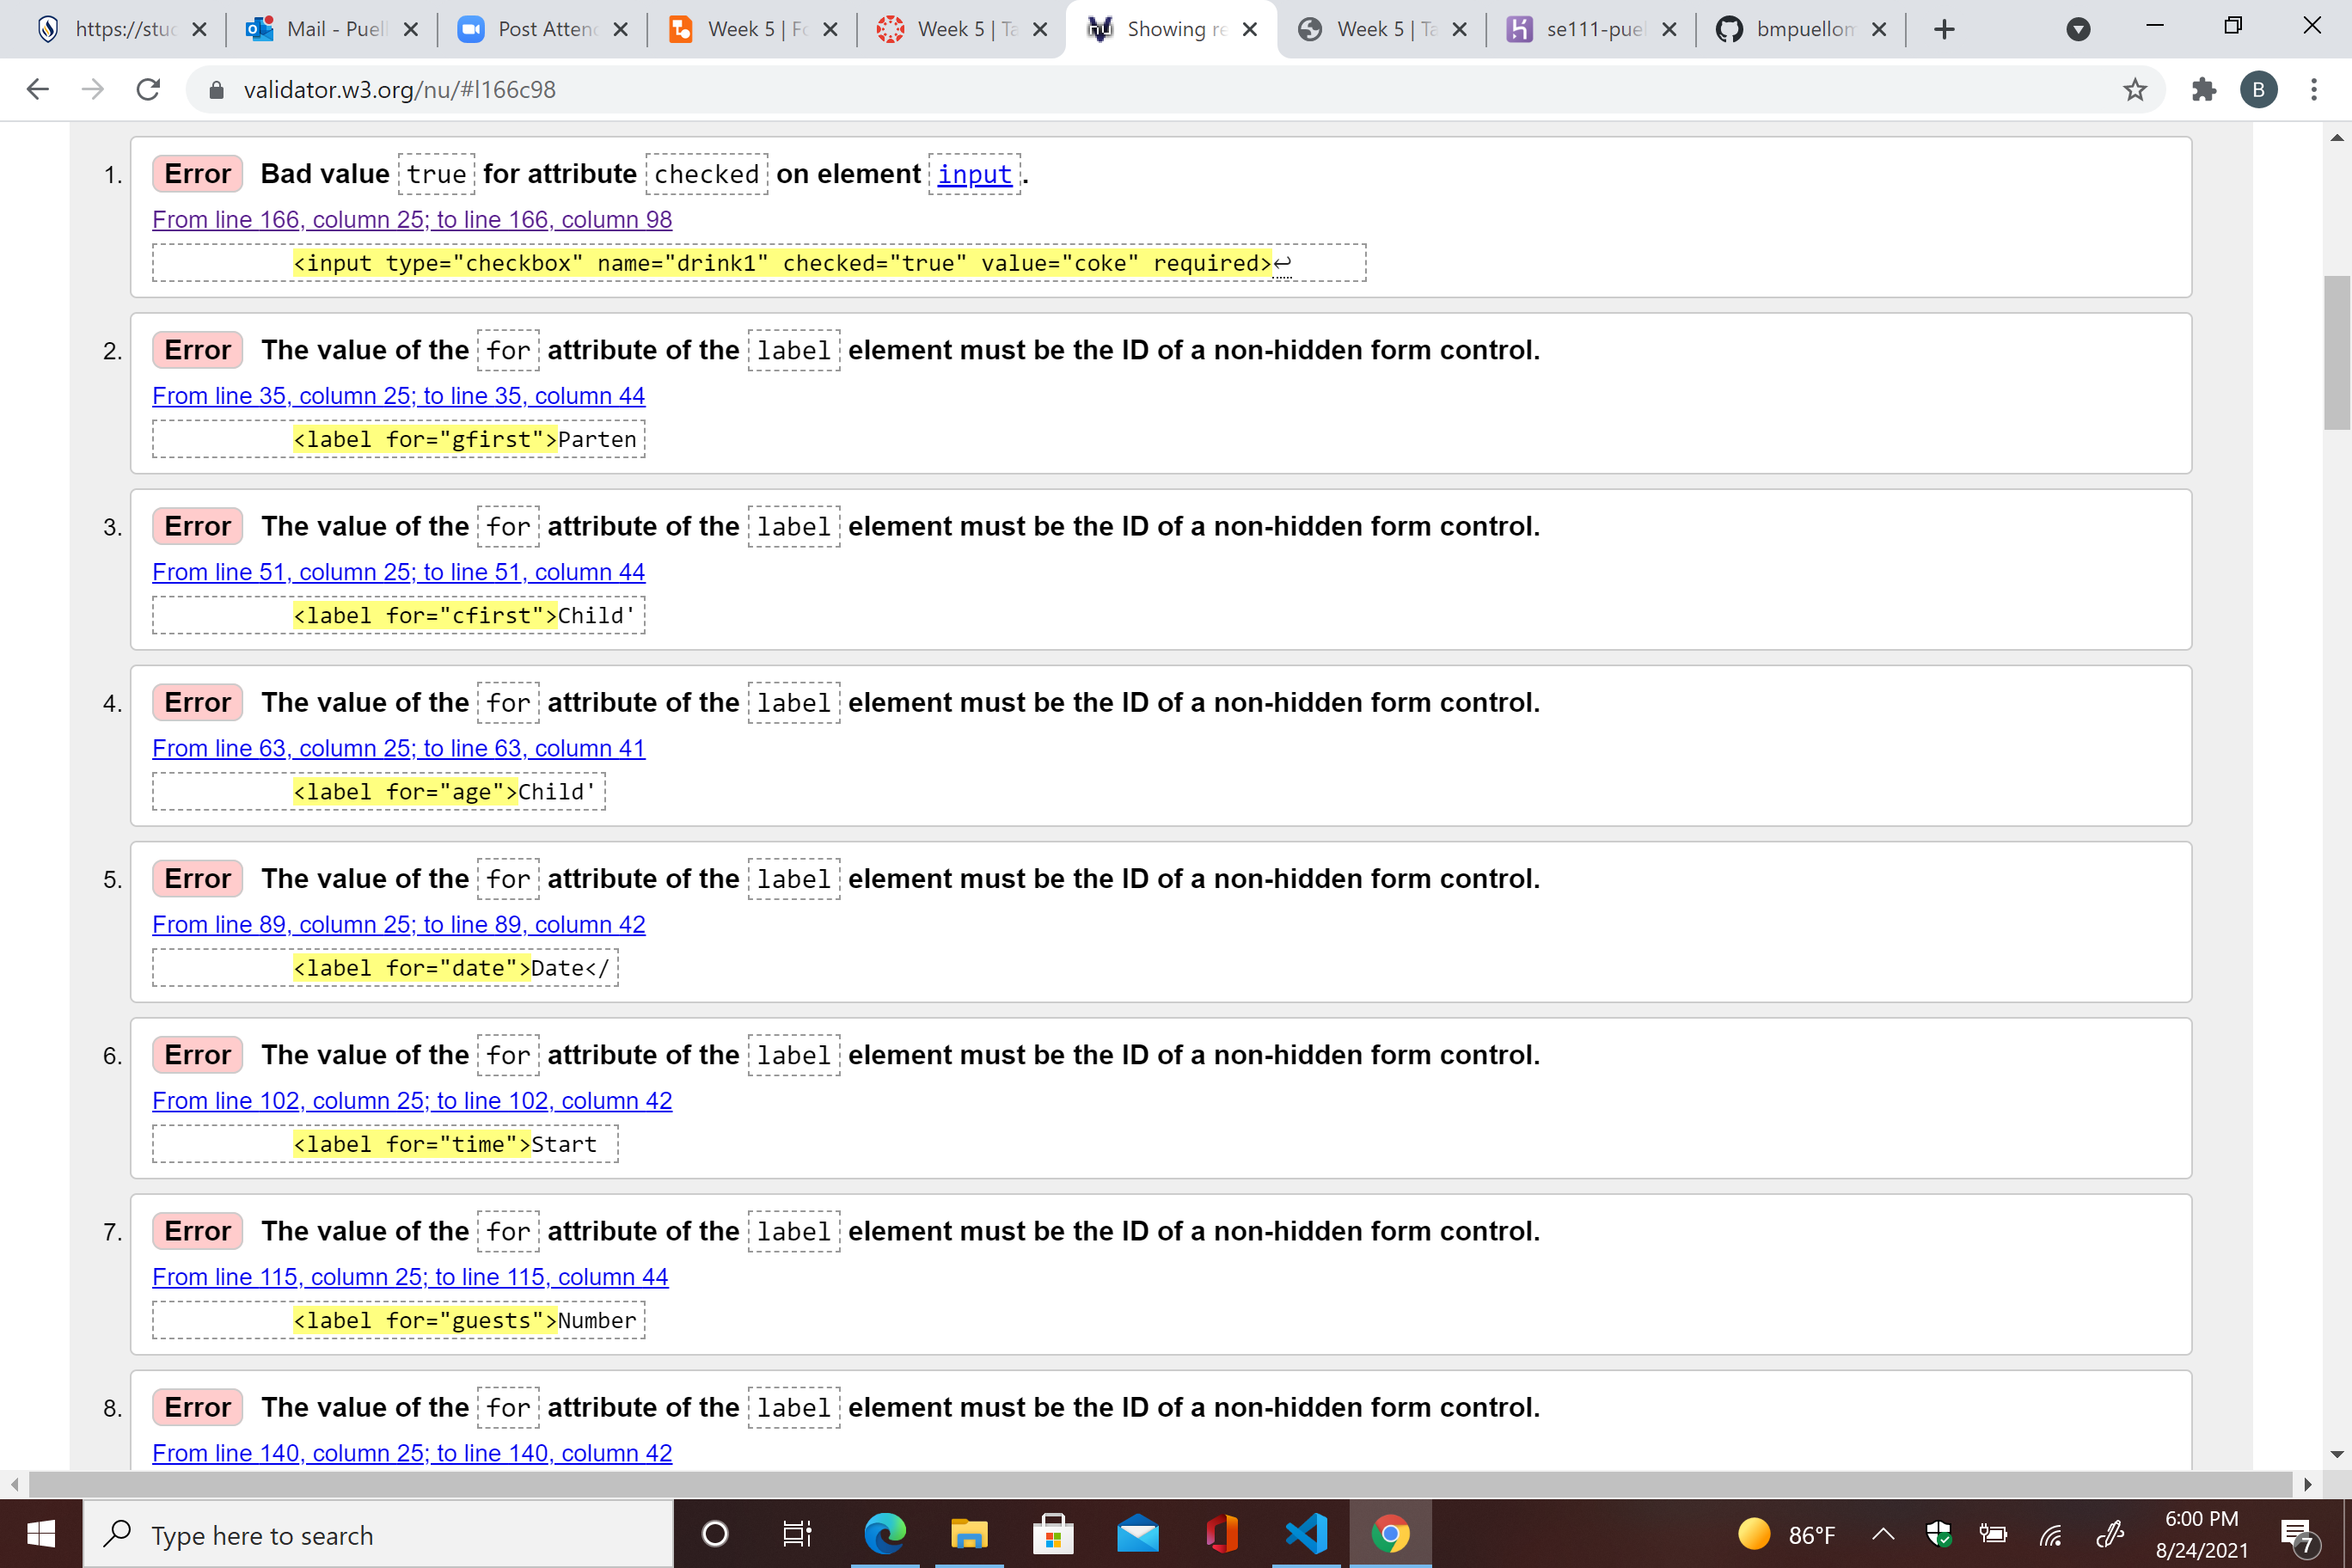 https://stuc
Mail - Puell
Post Attend
Week 5 | Fo
Week 5 | Ta
Showing re
Week 5 | Ta
se111-puel
bmpuellom
validator.w3.org/nu/#l166c98
B
1. Error Bad value true for attribute checked on element input.
From line 166, column 25; to line 166, column 98
<input type="checkbox" name="drink1" checked="true" value="coke" required>↩
2. Error The value of the for attribute of the label element must be the ID of a non-hidden form control.
From line 35, column 25; to line 35, column 44
<label for="gfirst">Parten
3. Error The value of the for attribute of the label element must be the ID of a non-hidden form control.
From line 51, column 25; to line 51, column 44
<label for="cfirst">Child'
4. Error The value of the for attribute of the label element must be the ID of a non-hidden form control.
From line 63, column 25; to line 63, column 41
<label for="age">Child'
5. Error The value of the for attribute of the label element must be the ID of a non-hidden form control.
From line 89, column 25; to line 89, column 42
<label for="date">Date</
6. Error The value of the for attribute of the label element must be the ID of a non-hidden form control.
From line 102, column 25; to line 102, column 42
<label for="time">Start
7. Error The value of the for attribute of the label element must be the ID of a non-hidden form control.
From line 115, column 25; to line 115, column 44
<label for="guests">Number
8. Error The value of the for attribute of the label element must be the ID of a non-hidden form control.
From line 140, column 25; to line 140, column 42
Type here to search
86°F
6:00 PM
8/24/2021
7